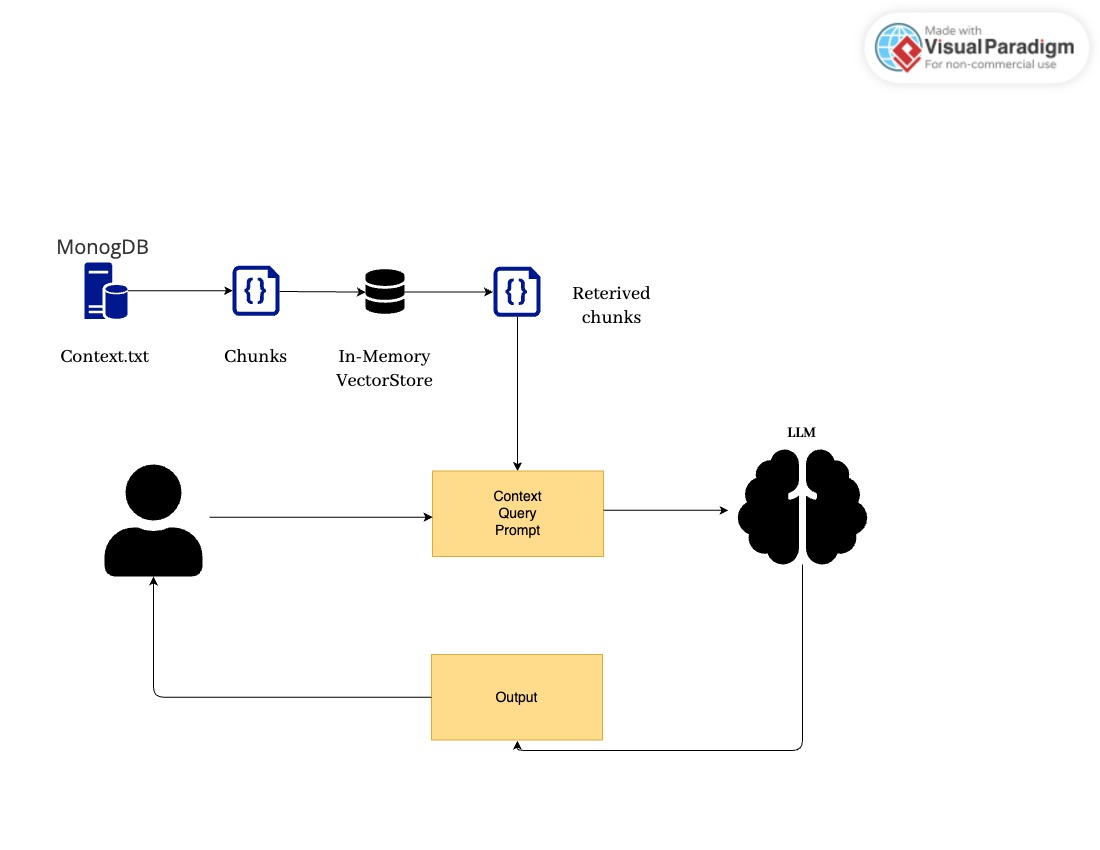 Made with
Visual Paradigm
For non-commercial use
MonogDB
Context.txt
Chunks
In-Memory
VectorStore
Reterived
chunks
LLM
Context
Query
Prompt
Output